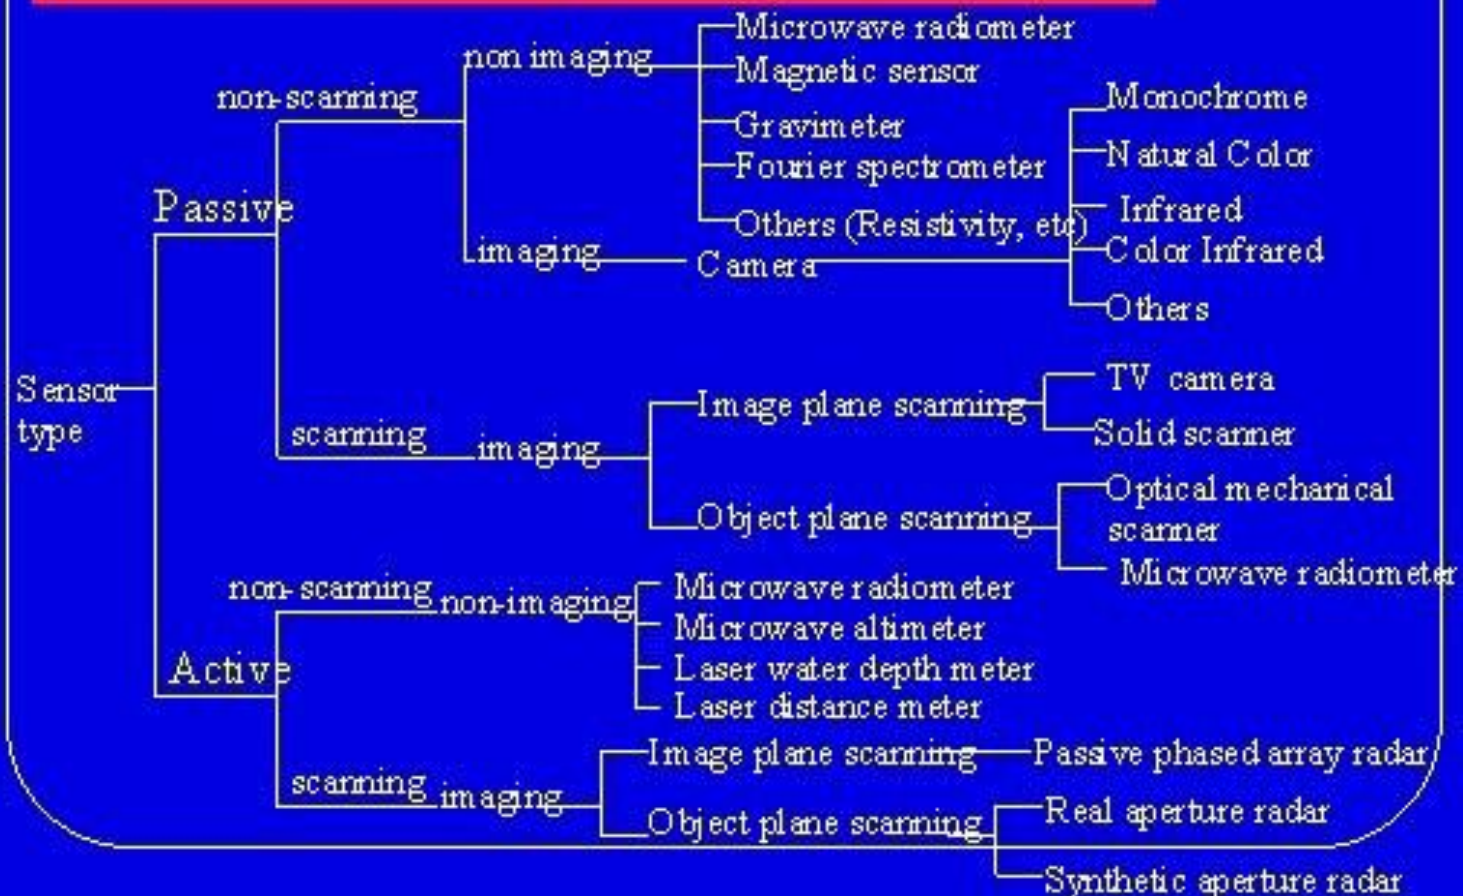 Microwave radiometer
non imaging
Magnetic sensor
non-scanning
Monochrome
Gravimeter
Natural Color
Fourier spectrometer
Passive
Infrared
Others (Resistivity, etc)
imaging
Camera
Color Infrared
Others
Sensor
type
TV camera
Image plane scanning
scanning
imaging
Solid scanner
Optical mechanical
scanner
Object plane scanning
Microwave radiometer
non-scanning
non-imaging
Microwave radiometer
Microwave altimeter
Active
Laser water depth meter
Laser distance meter
Image plane scanning
Passive phased array radar
scanning
imaging
Real aperture radar
Object plane scanning
Synthetic aperture radar